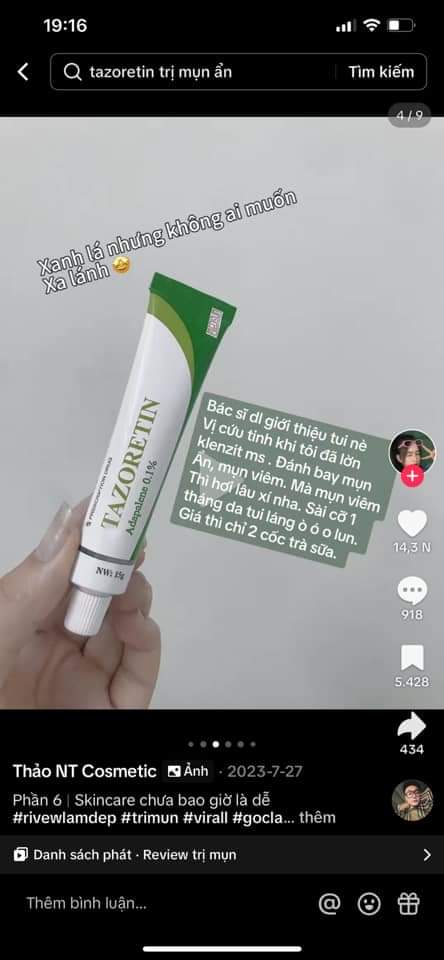 19:16
tazoretin trị mụn ẩn
Tìm kiếm
4/9
Xanh lá nhưng không ai muốn
Xa lánh
TAZORETIN
Adapalene 0.1%
PRESCRIPTION DRUG
NW: 15g
Bác sĩ dl giới thiệu tui nè
Vị cứu tinh khi tôi đã lờn
klenzit ms . Đánh bay mụn
Ẩn, mụn viêm. Mà mụn viêm
Thì hơi lâu xí nha. Sài cỡ 1
tháng da tui láng ò ó o lun.
Giá thì chỉ 2 cốc trà sữa.
14,3 N
918
5.428
434
Thảo NT Cosmetic Ảnh · 2023-7-27
Phần 6 | Skincare chưa bao giờ là dễ
#rivewlamdep #trimun #virall #gocla... thêm
Danh sách phát · Review trị mụn
Thêm bình luận...
@